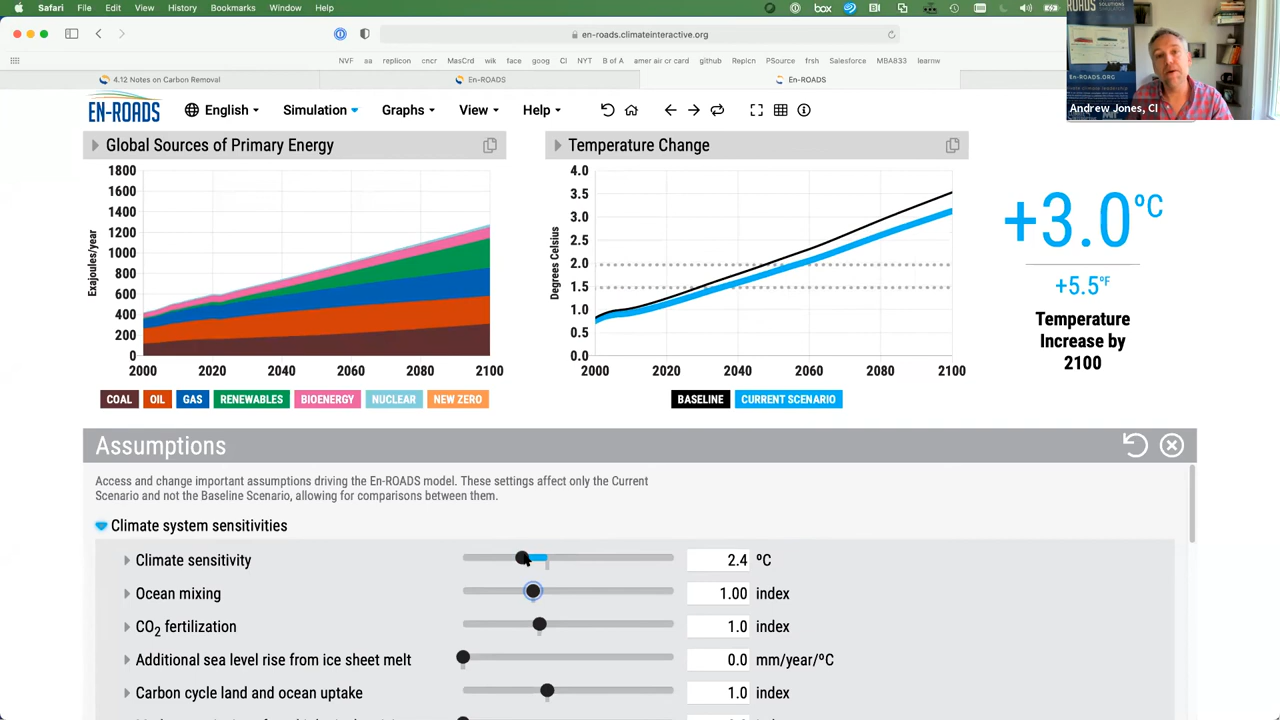 Safari File Edit View History Bookmarks Window Help
en-roads.climateinteractive.org
NVF aa replicon cncr MasCrd wik face goog CI NYT B of A amer air or card github Replcn PSource frsh Salesforce MBA833 learnw
4.12 Notes on Carbon Removal
En-ROADS
En-ROADS
SOLUTIONS
En-ROADS.ORG
Andrew Jones, CI
EN-ROADS
English
Simulation
View
Help
Global Sources of Primary Energy
1800
1600
1400
1200
1000
800
600
400
200
0
Exajoules/year
2000 2020 2040 2060 2080 2100
COAL OIL GAS RENEWABLES BIOENERGY NUCLEAR NEW ZERO
Temperature Change
4.0
3.5
3.0
2.5
2.0
1.5
1.0
0.5
0.0
Degrees Celsius
2000 2020 2040 2060 2080 2100
BASELINE CURRENT SCENARIO
+3.0ºC
+5.5ºF
Temperature
Increase by
2100
Assumptions
Access and change important assumptions driving the En-ROADS model. These settings affect only the Current
Scenario and not the Baseline Scenario, allowing for comparisons between them.
Climate system sensitivities
Climate sensitivity 2.4 ºC
Ocean mixing 1.00 index
CO2 fertilization 1.0 index
Additional sea level rise from ice sheet melt 0.0 mm/year/ºC
Carbon cycle land and ocean uptake 1.0 index